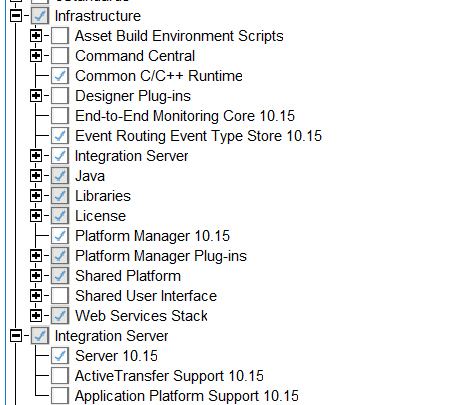 Infrastructure
Asset Build Environment Scripts
Command Central
Common C/C++ Runtime
Designer Plug-ins
End-to-End Monitoring Core 10.15
Event Routing Event Type Store 10.15
Integration Server
Java
Libraries
License
Platform Manager 10.15
Platform Manager Plug-ins
Shared Platform
Shared User Interface
Web Services Stack
Integration Server
Server 10.15
ActiveTransfer Support 10.15
Application Platform Support 10.15